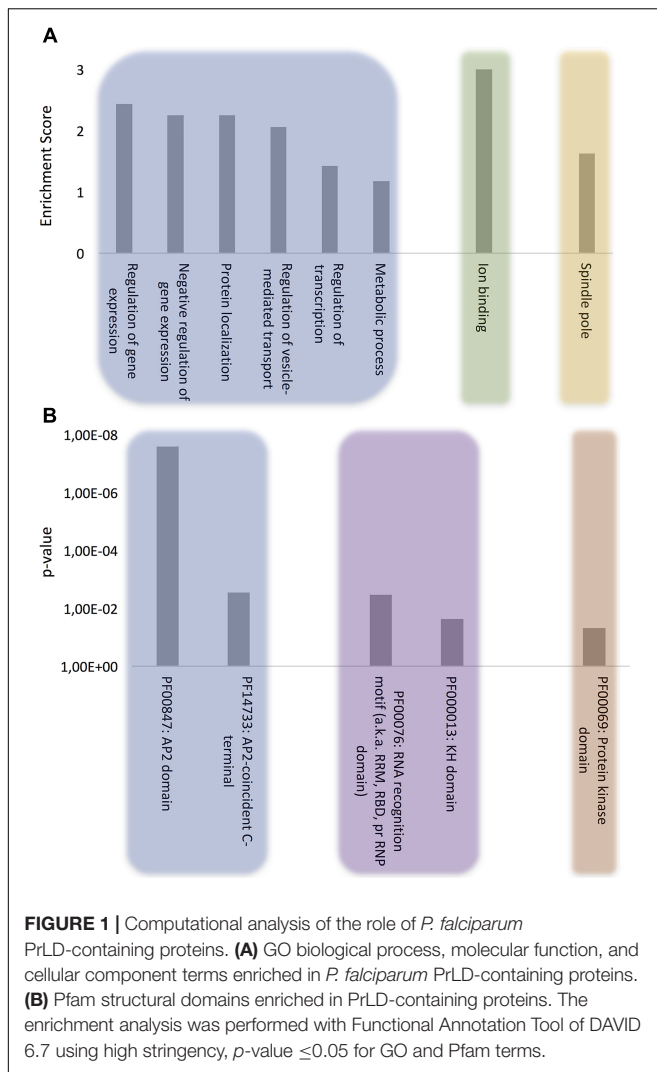 A
Enrichment Score
3
2
1
0
Regulation of gene
expression
Negative regulation of
gene expression
Protein localization
Regulation of vesicle-
mediated transport
Regulation of
transcription
Metabolic process
Ion binding
Spindle pole
B
p-value
1,00E-08
1,00E-06
1,00E-04
1,00E-02
1,00E+00
PF00847: AP2 domain
PF14733: AP2-coincident C-
terminal
PF00076: RNA recognition
motif (a.k.a. RRM, RBD, pr RNP
domain)
PF000013: KH domain
PF00069: Protein kinase
domain
FIGURE 1 | Computational analysis of the role of P. falciparum
PrLD-containing proteins. (A) GO biological process, molecular function, and
cellular component terms enriched in P. falciparum PrLD-containing proteins.
(B) Pfam structural domains enriched in PrLD-containing proteins. The
enrichment analysis was performed with Functional Annotation Tool of DAVID
6.7 using high stringency, p-value ≤0.05 for GO and Pfam terms.